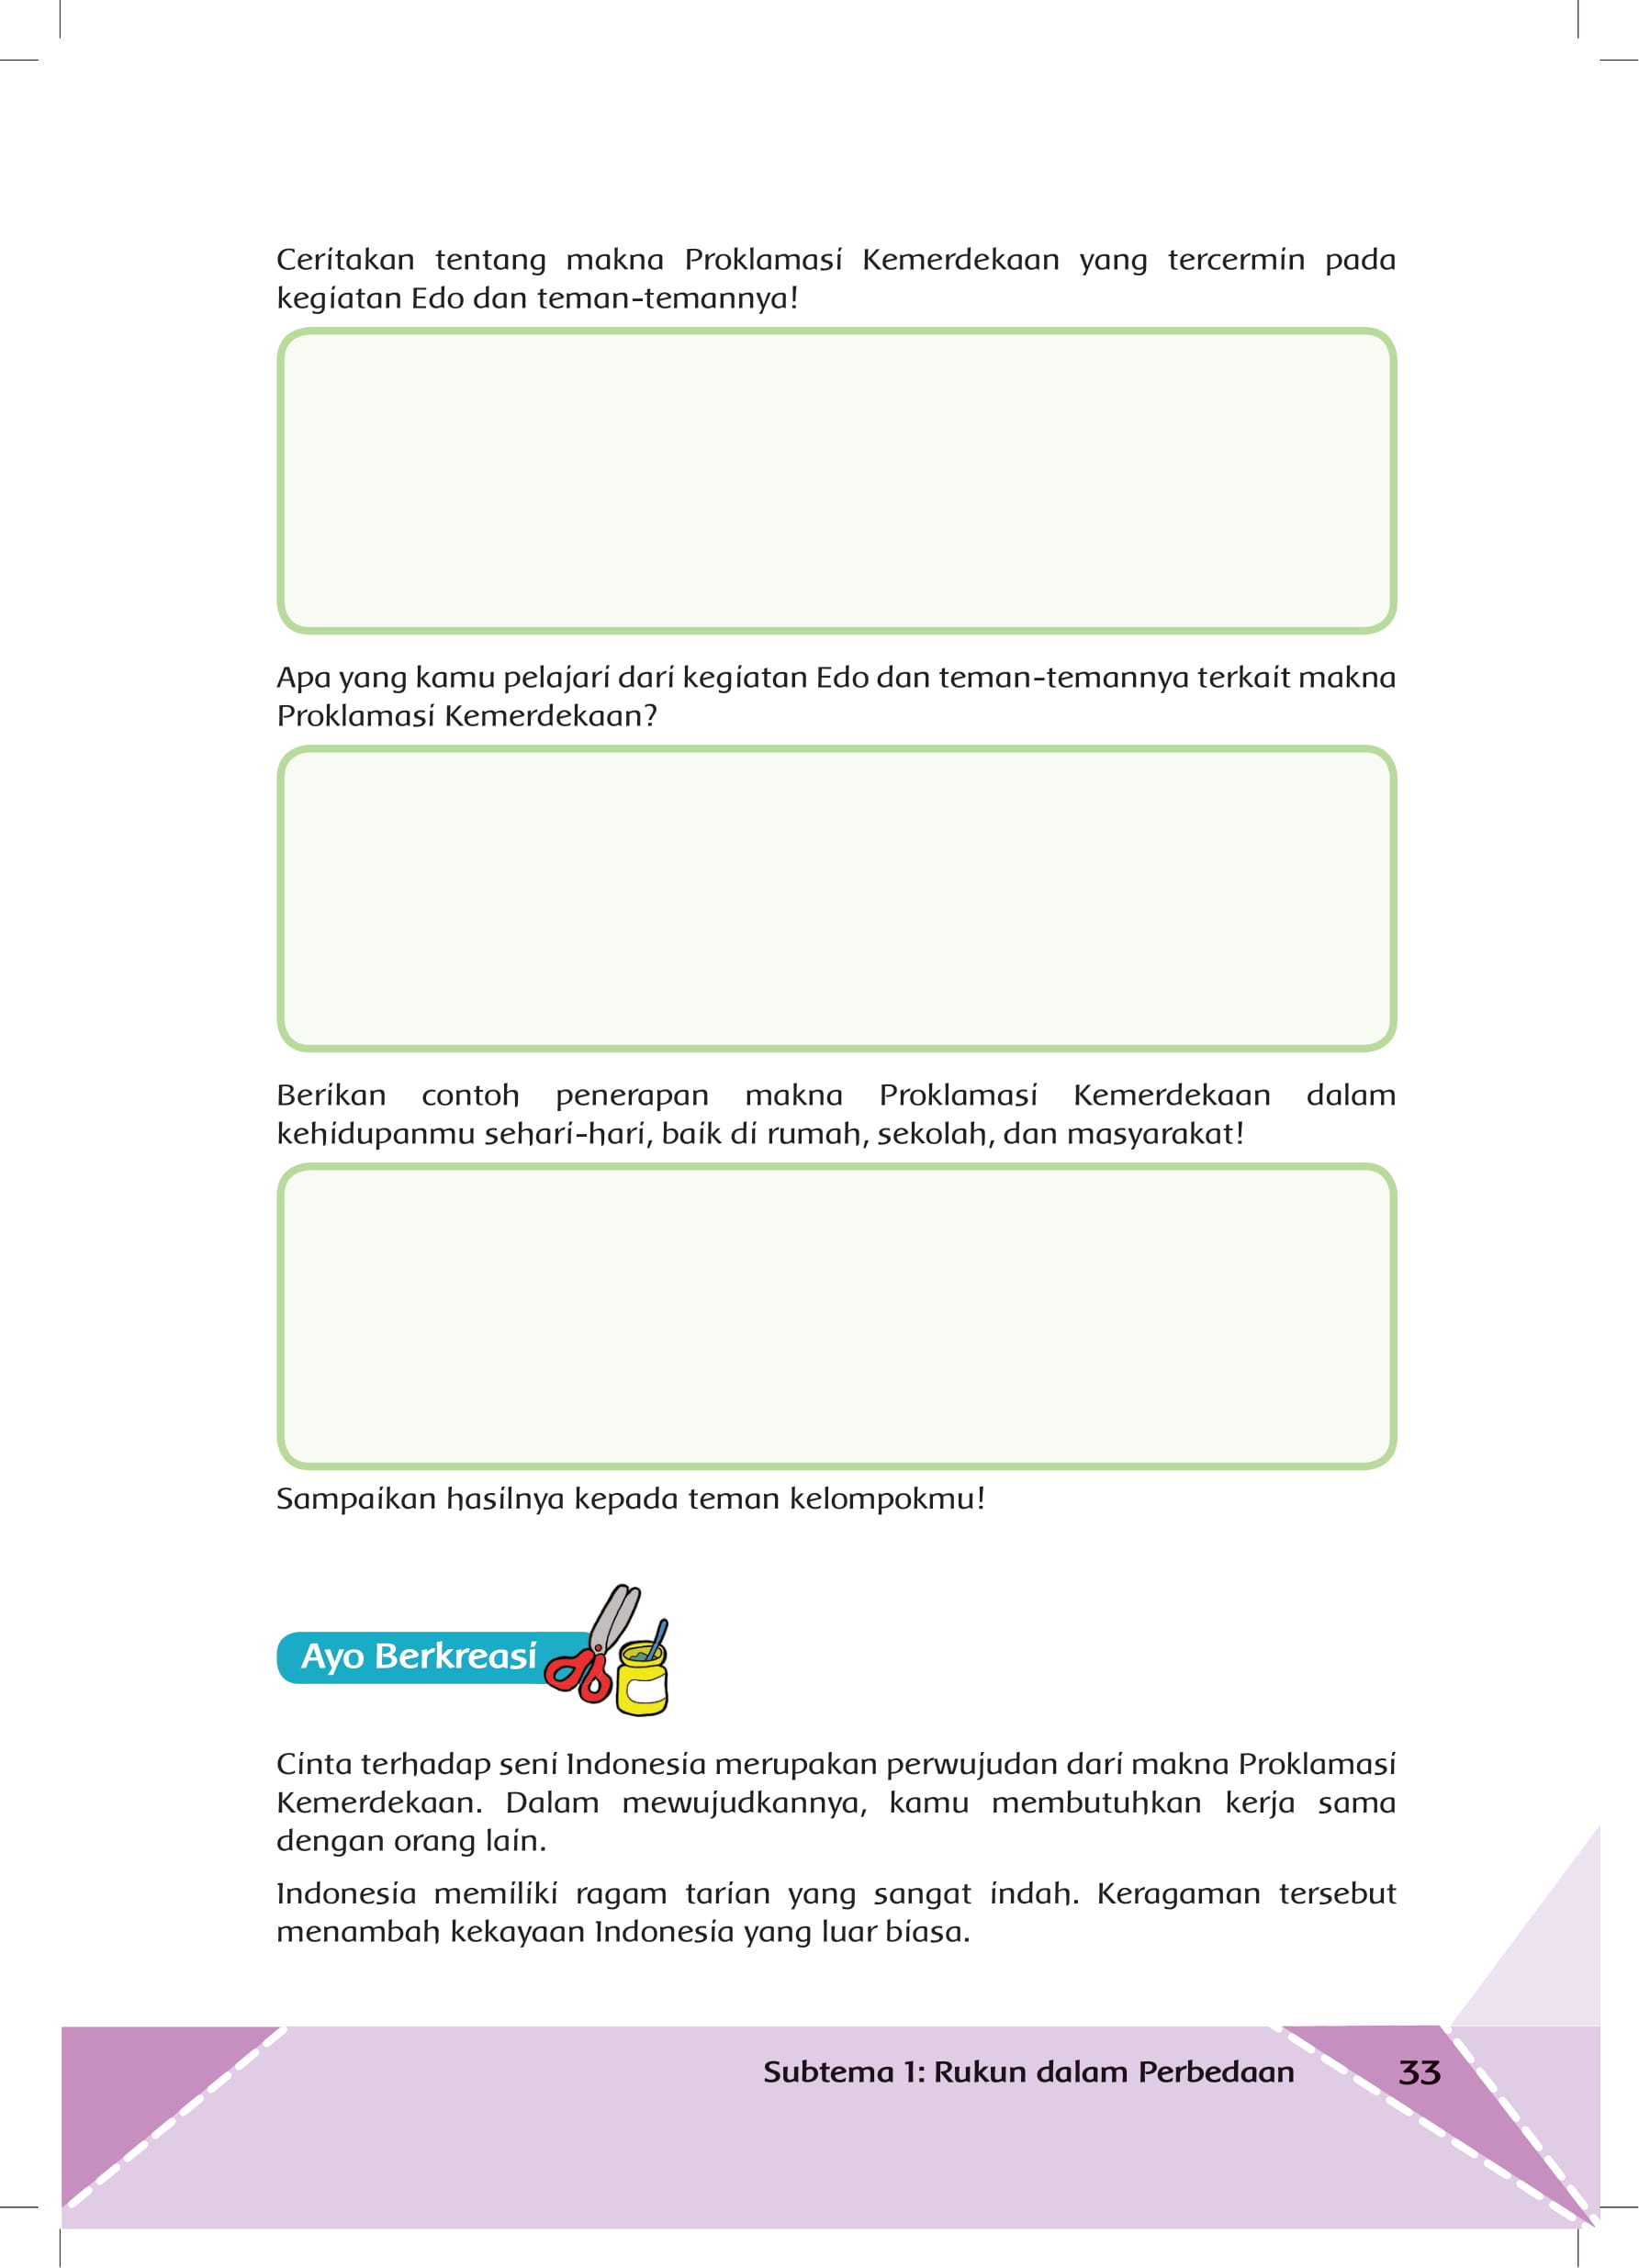 Ceritakan tentang makna Proklamasi Kemerdekaan yang tercermin pada
kegiatan Edo dan teman-temannya!
Apa yang kamu pelajari dari kegiatan Edo dan teman-temannya terkait makna
Proklamasi Kemerdekaan?
Berikan contoh penerapan makna Proklamasi Kemerdekaan dalam
kehidupanmu sehari-hari, baik di rumah, sekolah, dan masyarakat!
Sampaikan hasilnya kepada teman kelompokmu!
Ayo Berkreasi
Cinta terhadap seni Indonesia merupakan perwujudan dari makna Proklamasi
Kemerdekaan. Dalam mewujudkannya, kamu membutuhkan kerja sama
dengan orang lain.
Indonesia memiliki ragam tarian yang sangat indah. Keragaman tersebut
menambah kekayaan Indonesia yang luar biasa.
Subtema 1: Rukun dalam Perbedaan 33